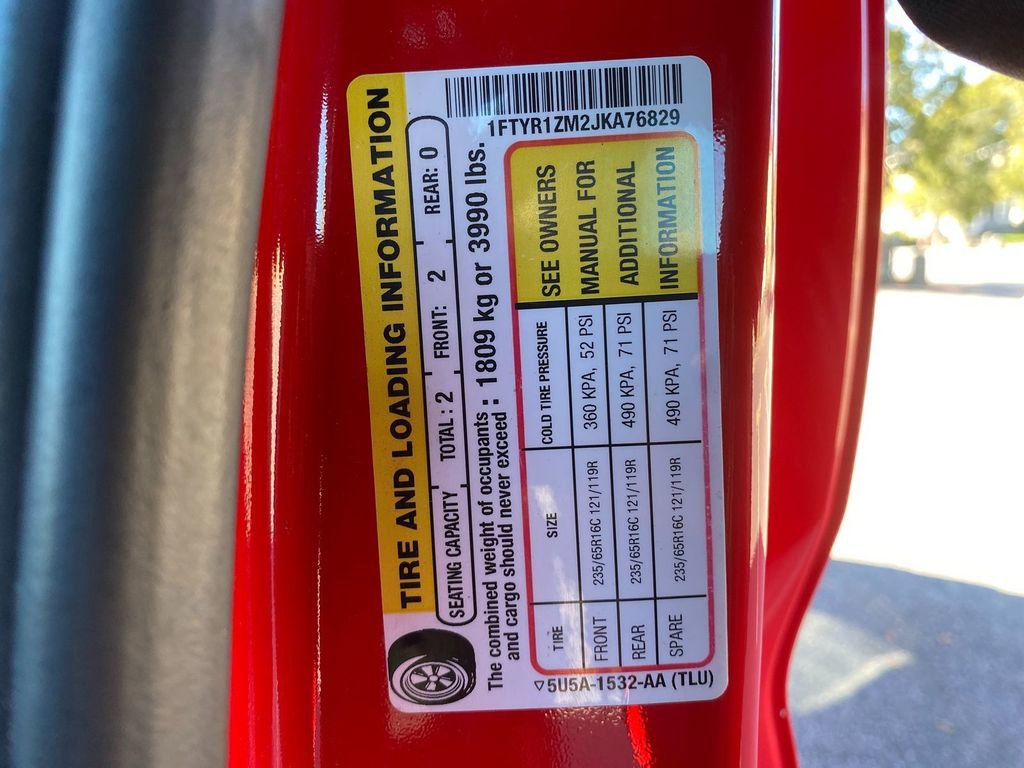 TIRE AND LOADING INFORMATION
SEATING CAPACITY TOTAL : 2 FRONT: 2 REAR: 0
The combined weight of occupants
and cargo should never exceed : 1809 kg or 3990 lbs.
1FTYR1ZM2JKA76829
TIRE SIZE COLD TIRE PRESSURE
FRONT 235/65R16C 121/119R 360 KPA, 52 PSI
REAR 235/65R16C 121/119R 490 KPA, 71 PSI
SPARE 235/65R16C 121/119R 490 KPA, 71 PSI
SEE OWNERS
MANUAL FOR
ADDITIONAL
INFORMATION
5U5A-1532-AA (TLU)